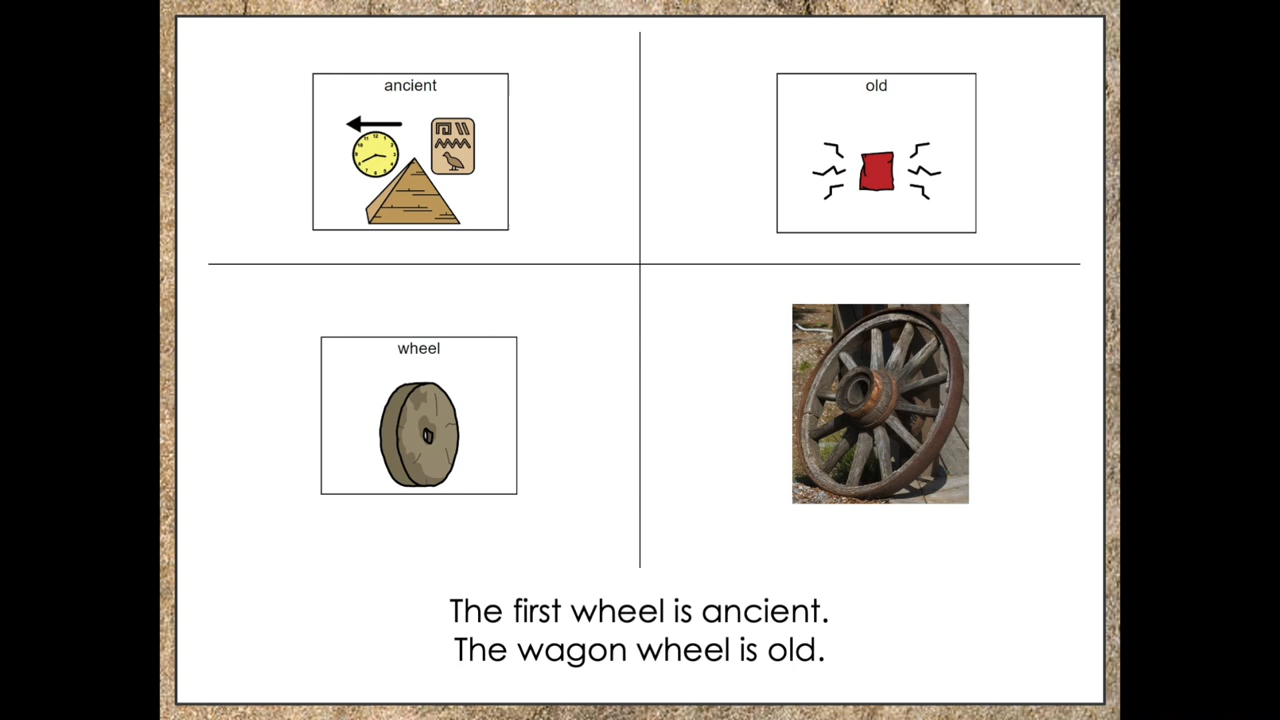 ancient
old
wheel
The first wheel is ancient.
The wagon wheel is old.